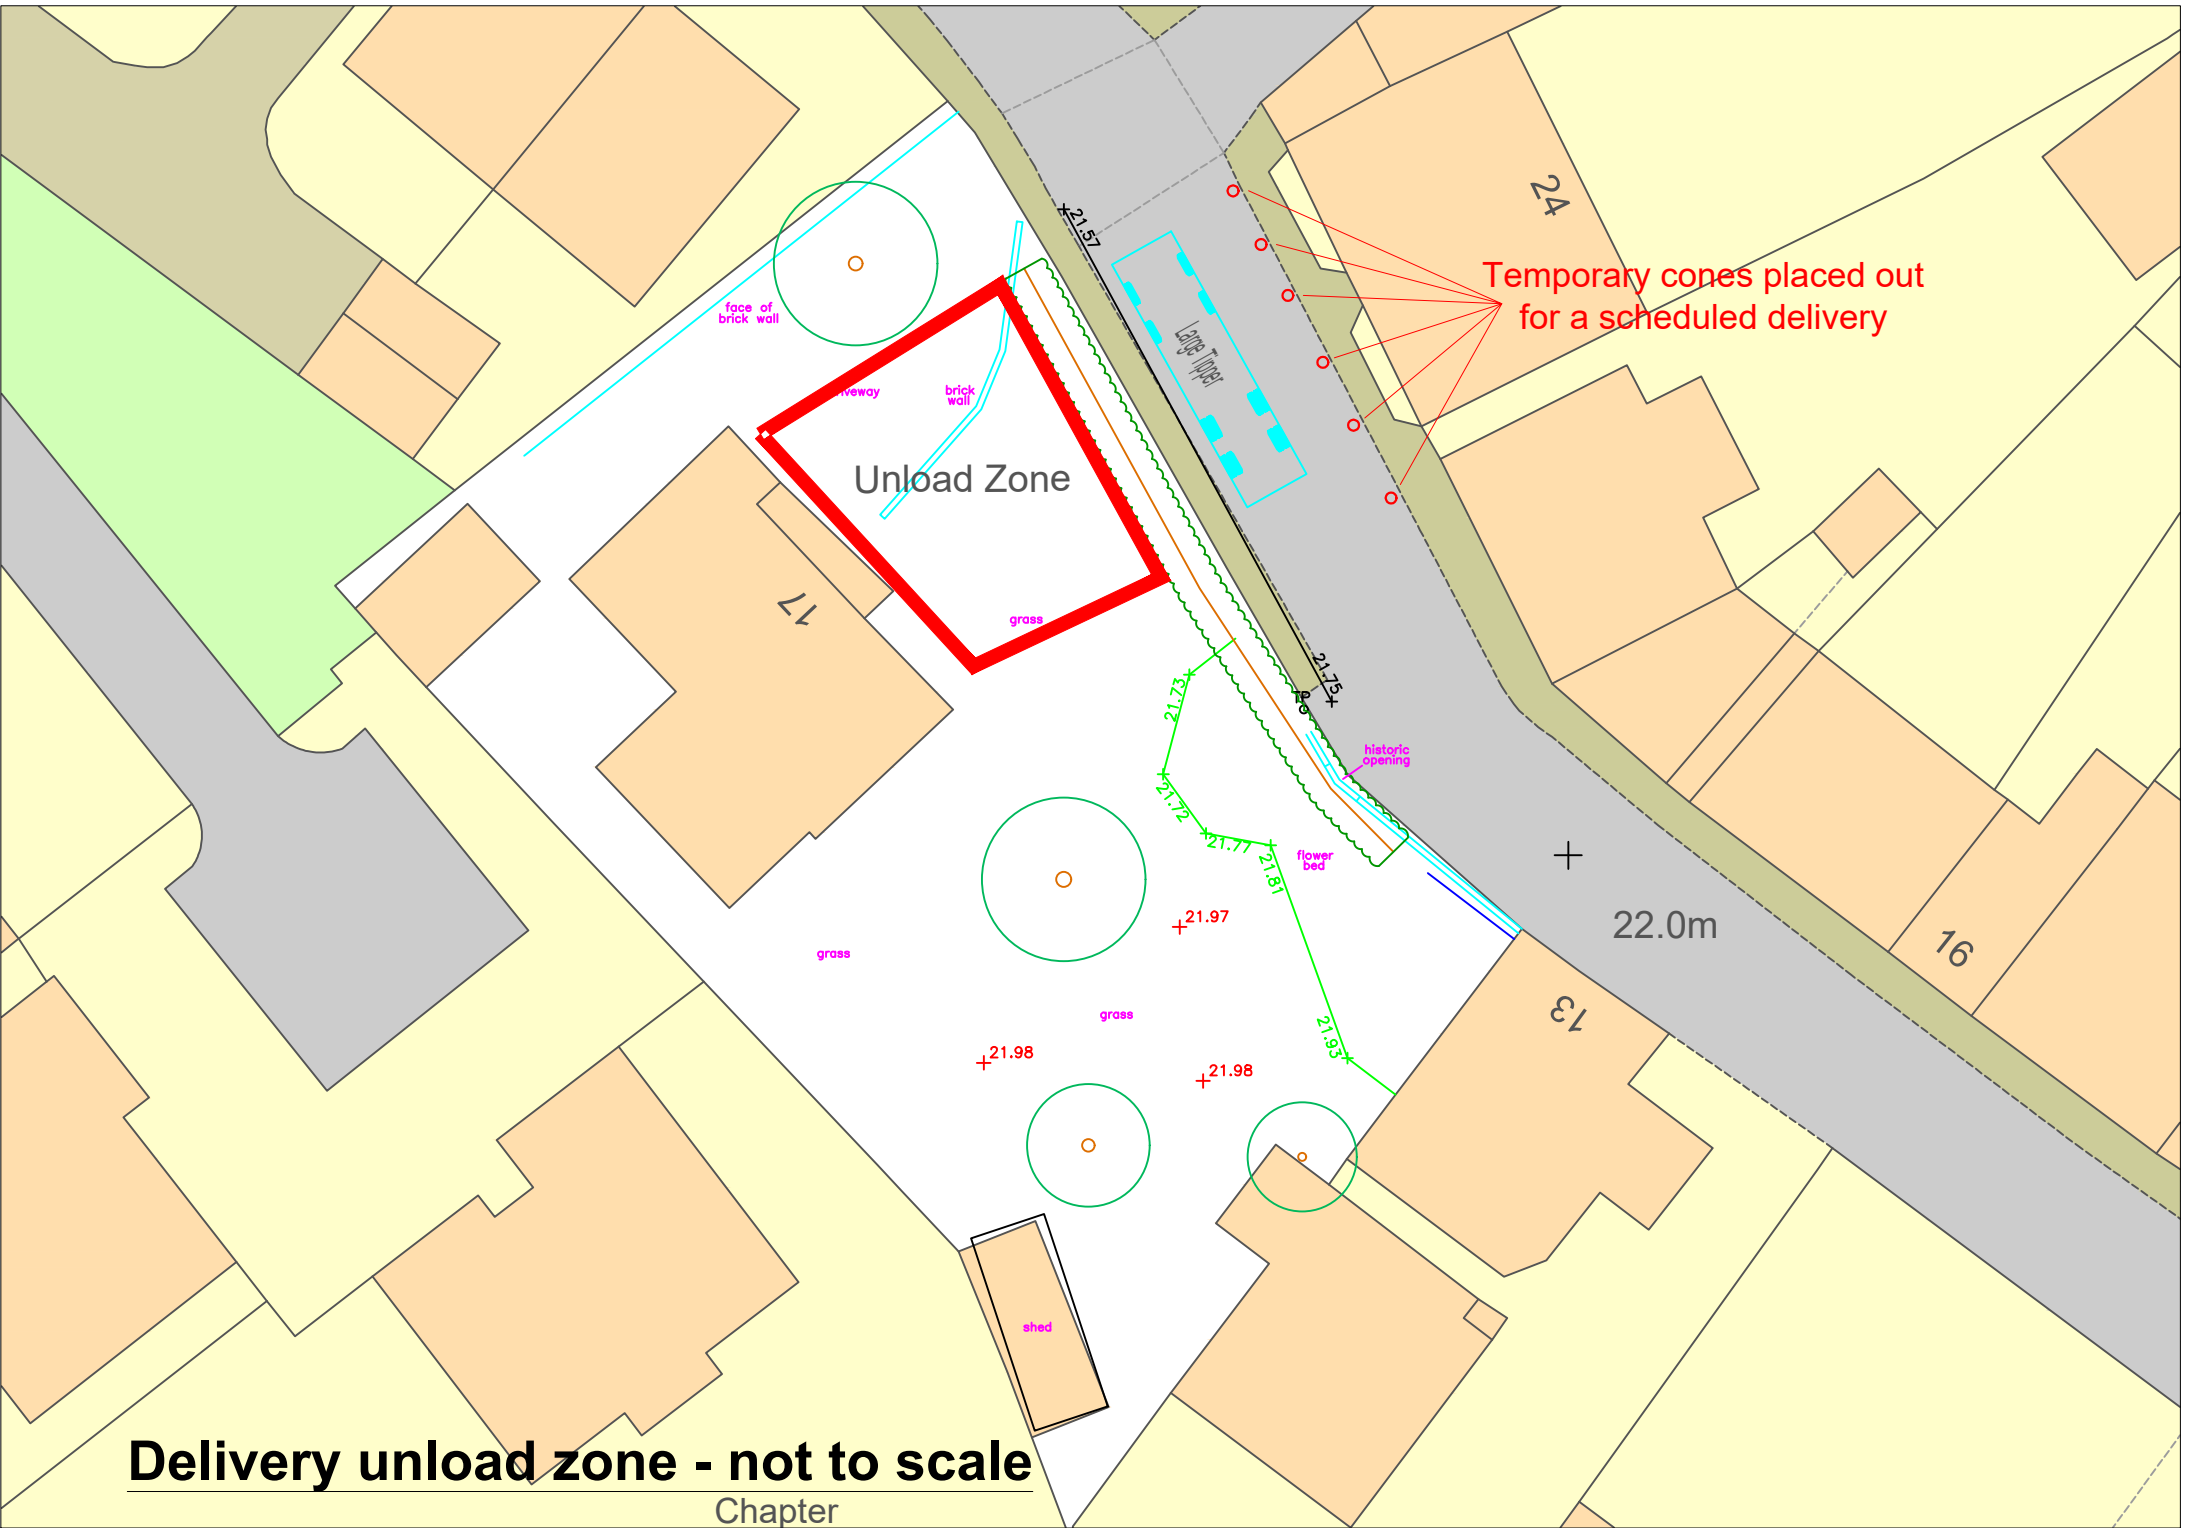 24
21.57
Temporary cones placed out
for a scheduled delivery
face of
brick wall
Large Tipper
iveway
brick
wall
Unload Zone
17
grass
21.75
21.73
historic
opening
21.72
21.77
21.81
flower
bed
21.97
22.0m
16
grass
13
grass
21.93
21.98
21.98
shed
Delivery unload zone - not to scale
Chapter